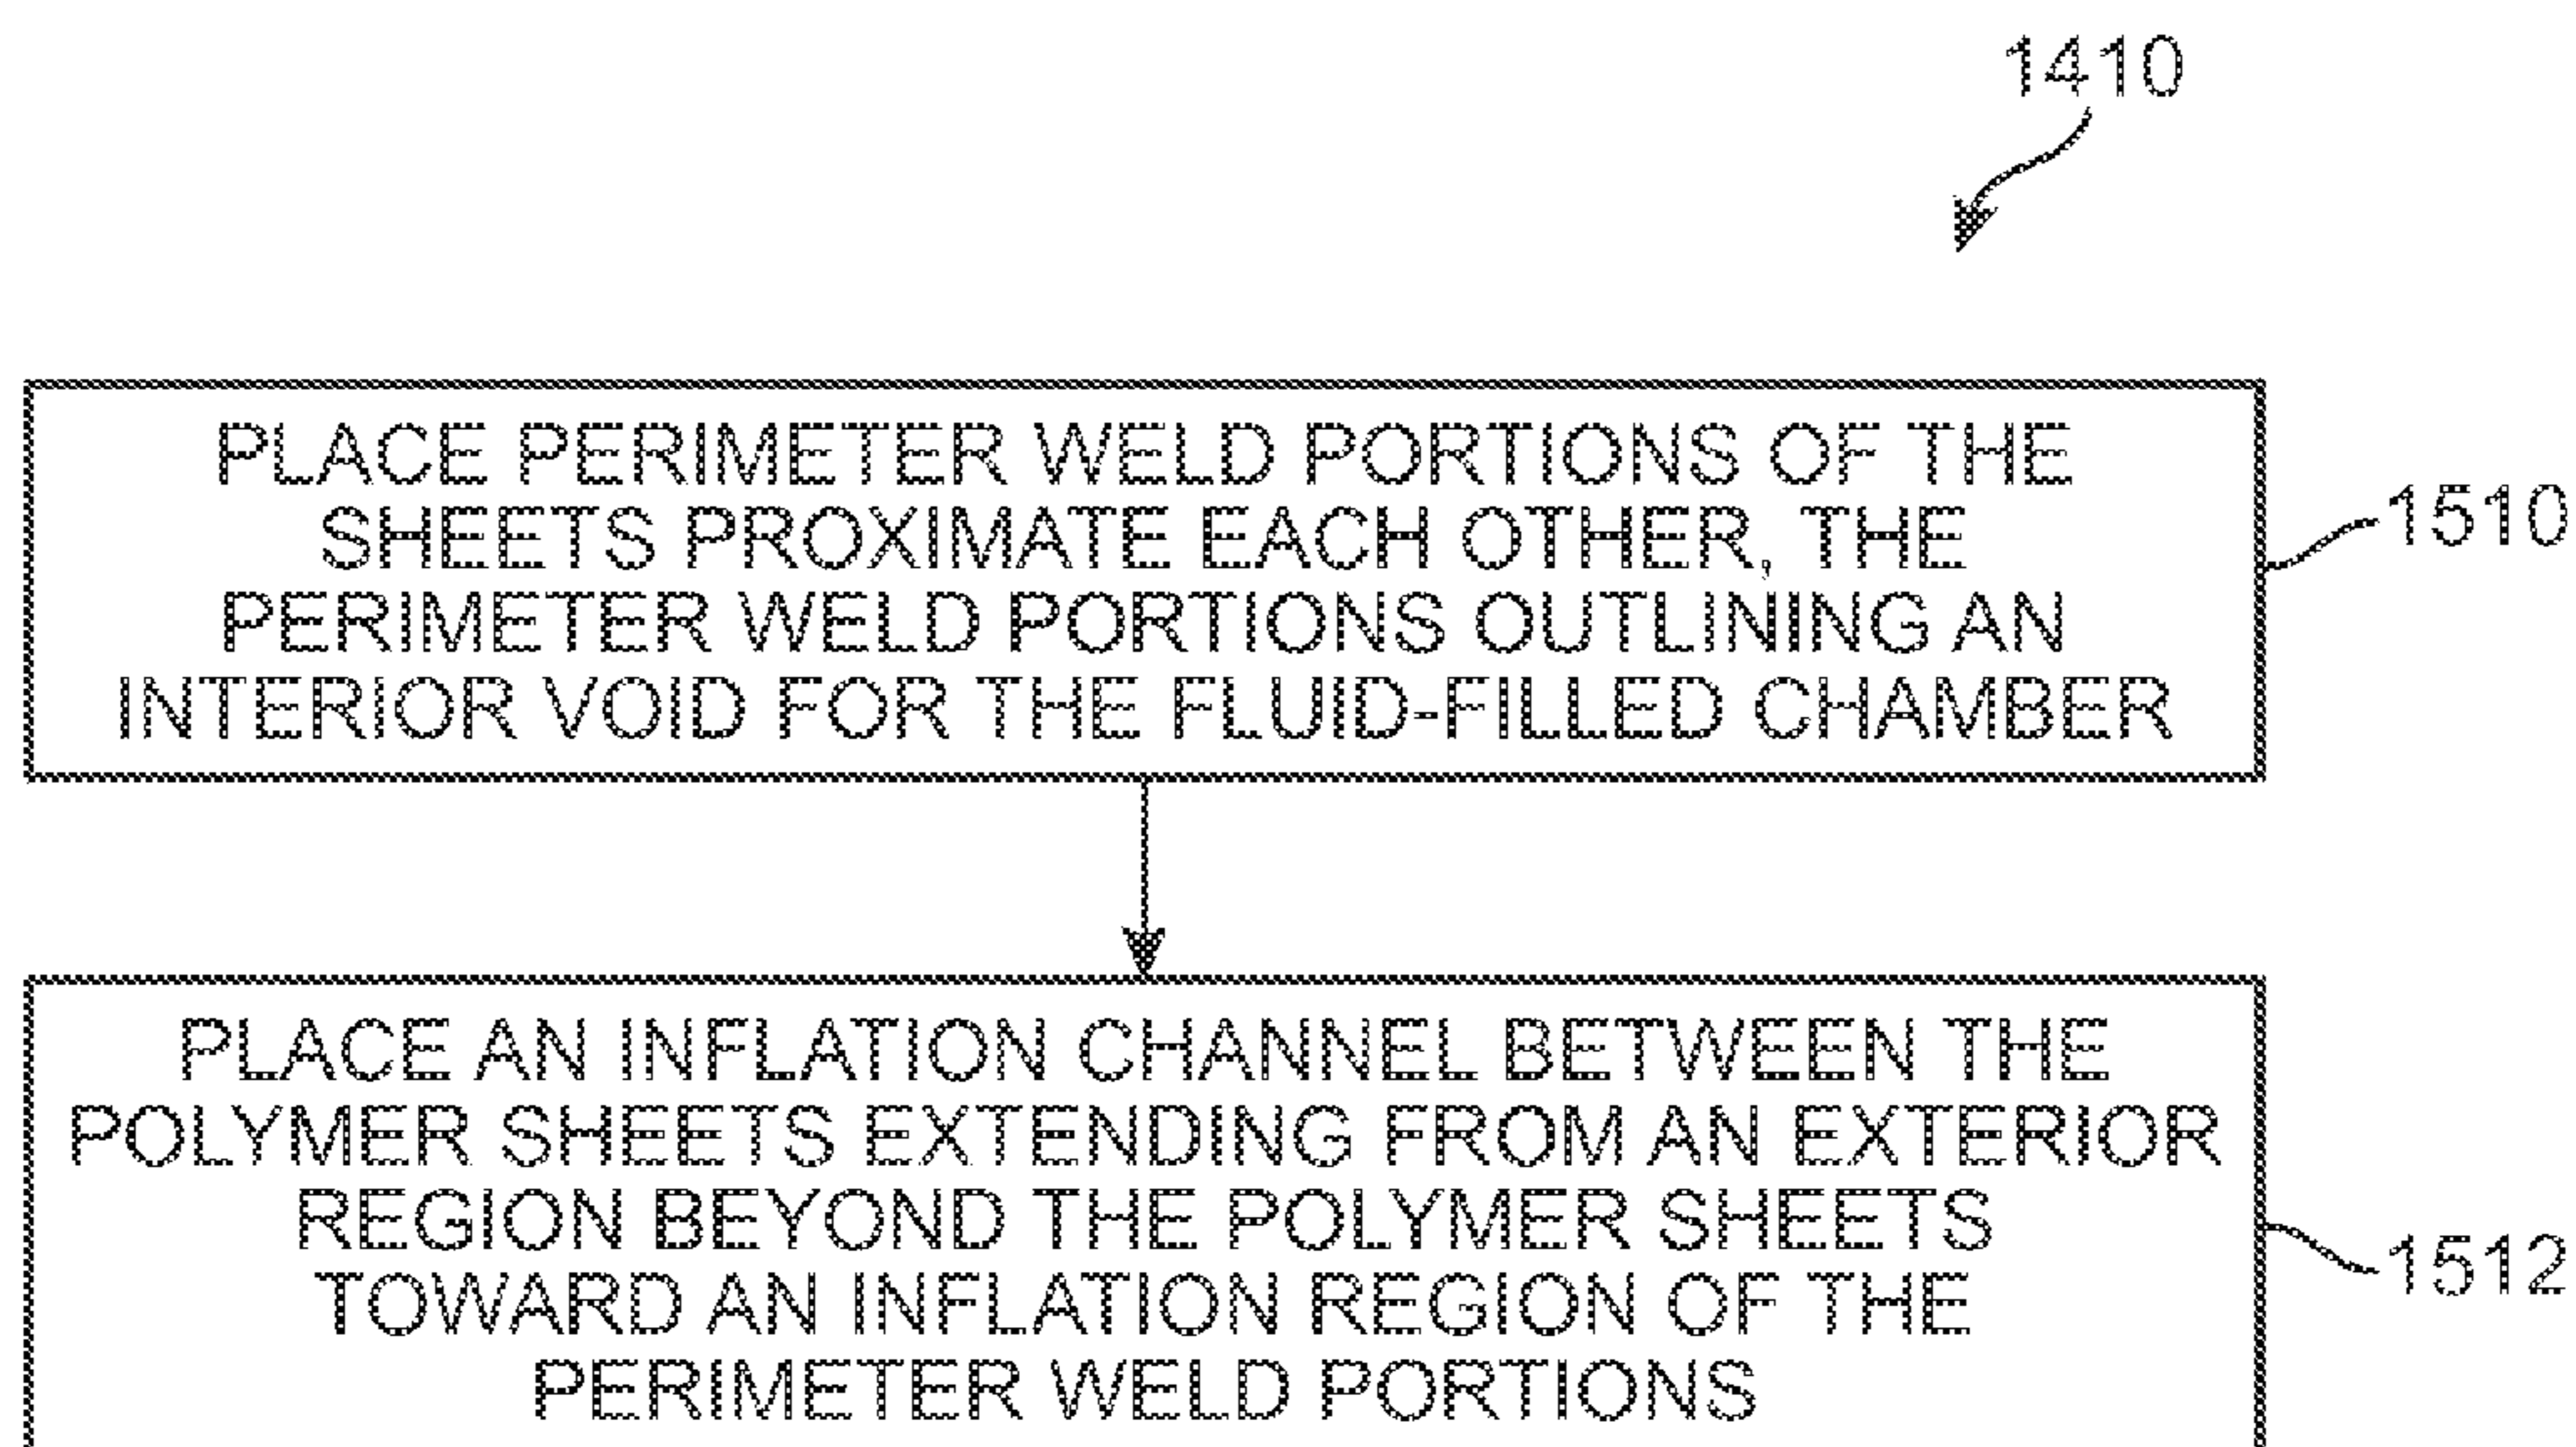 1410
PLACE PERIMETER WELD PORTIONS OF THE
SHEETS PROXIMATE EACH OTHER, THE
PERIMETER WELD PORTIONS OUTLINING AN
INTERIOR VOID FOR THE FLUID-FILLED CHAMBER
1510
PLACE AN INFLATION CHANNEL BETWEEN THE
POLYMER SHEETS EXTENDING FROM AN EXTERIOR
REGION BEYOND THE POLYMER SHEETS
TOWARD AN INFLATION REGION OF THE
PERIMETER WELD PORTIONS
1512